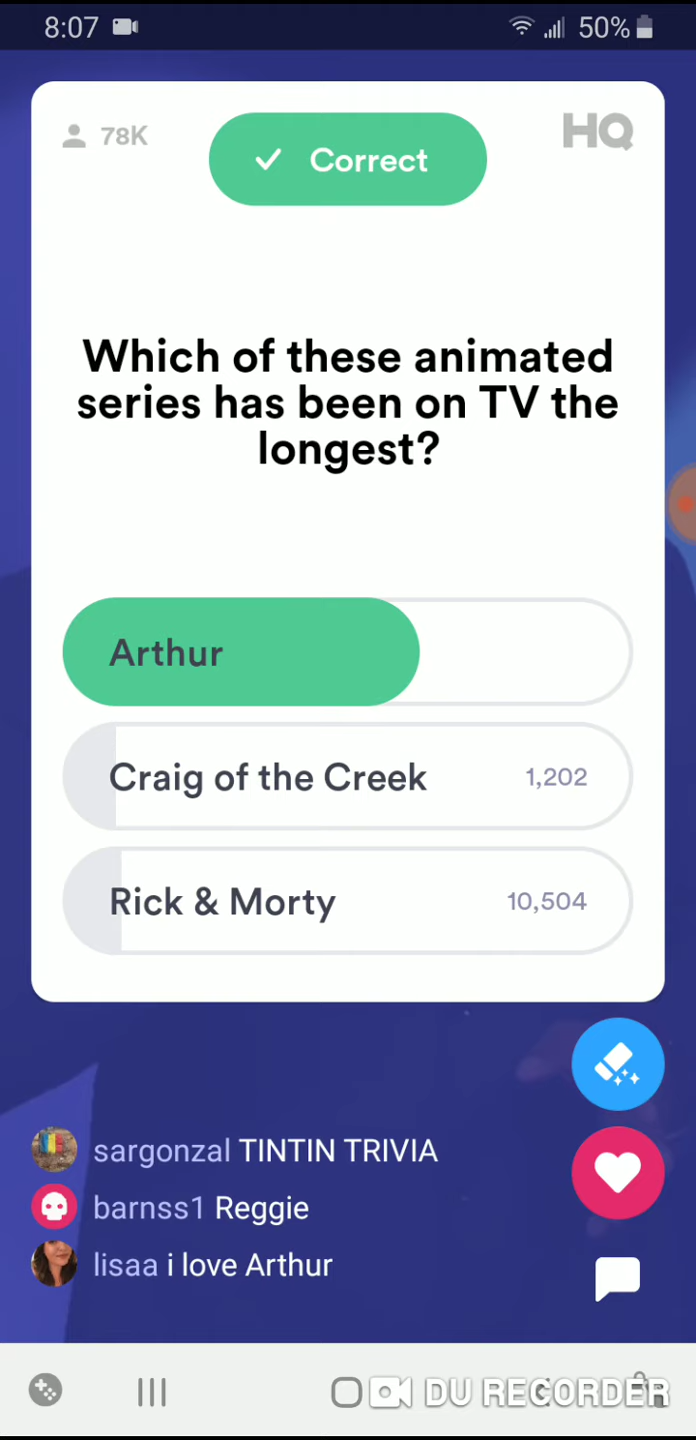 8:07
50%
78K
Correct
HQ
Which of these animated
series has been on TV the
longest?
Arthur
Craig of the Creek 1,202
Rick & Morty 10,504
sargonzal TINTIN TRIVIA
barnss1 Reggie
lisaa i love Arthur
DU RECORDER